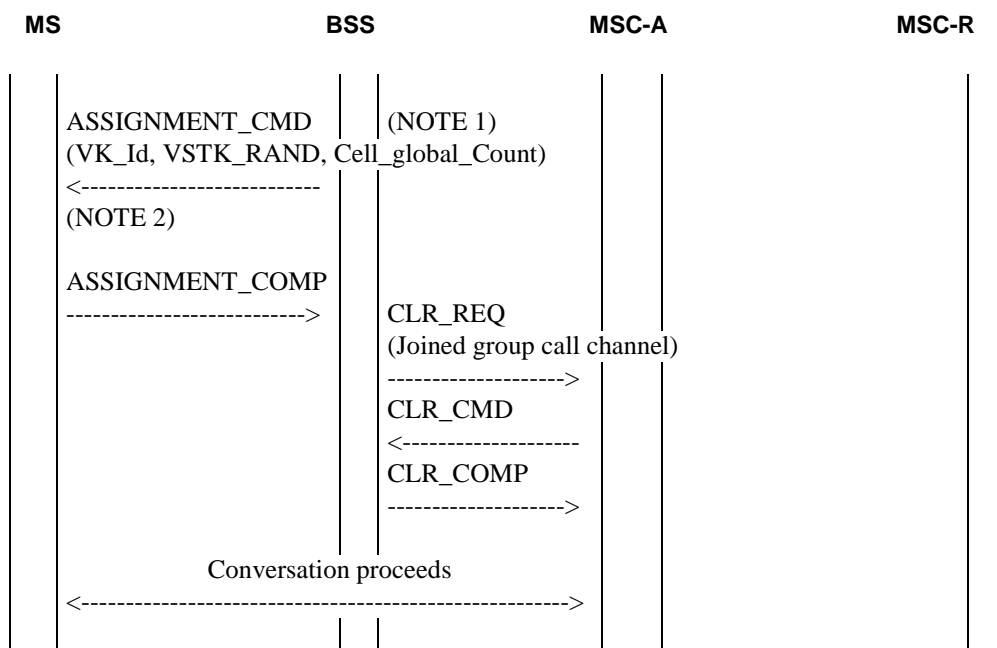 MS BSS MSC-A MSC-R
ASSIGNMENT_CMD (NOTE 1)
(VK_Id, VSTK_RAND, Cell_global_Count)
<---------------------------
(NOTE 2)
ASSIGNMENT_COMP
---------------------------> CLR_REQ
(Joined group call channel)
-------------------->
CLR_CMD
<--------------------
CLR_COMP
-------------------->
Conversation proceeds
<------------------------------------------------------->